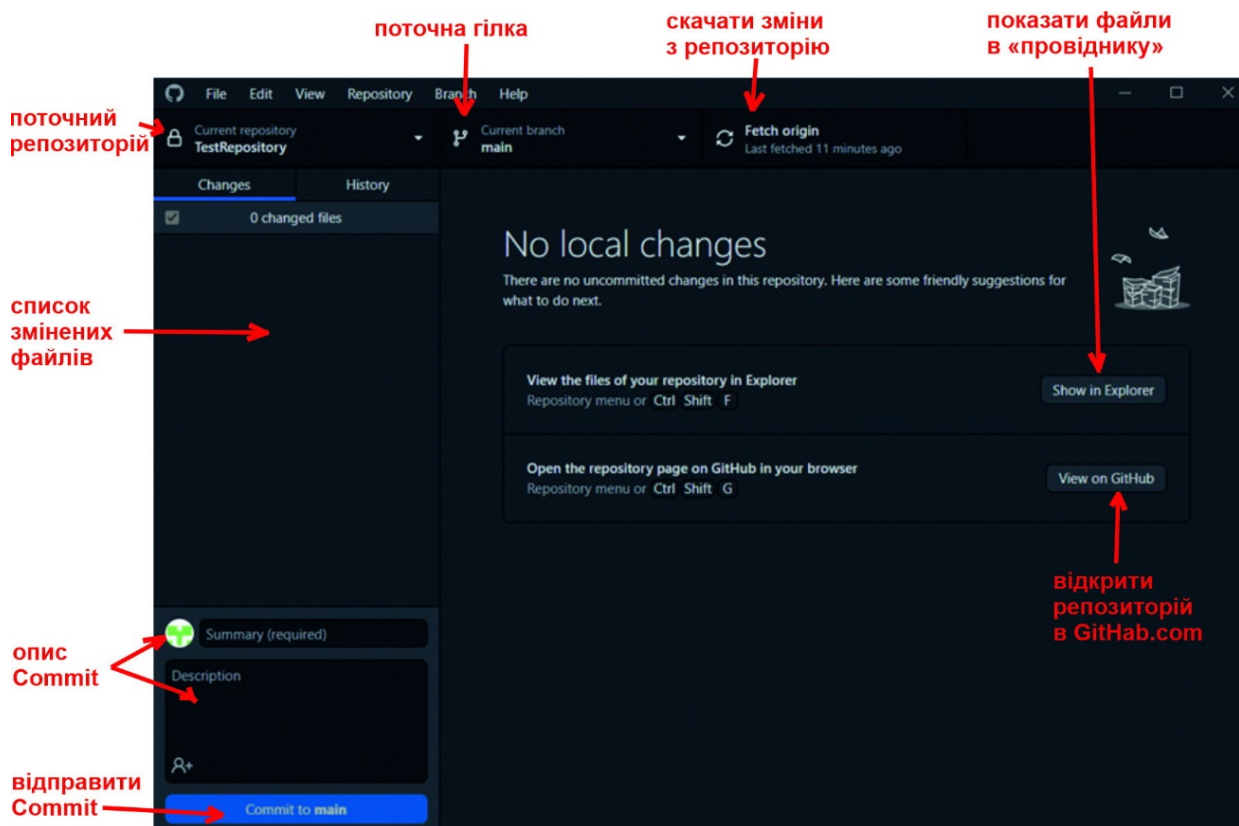 поточна гілка
скачати зміни
з репозиторію
показати файли
в «провіднику»
File Edit View Repository Branch Help
поточний
репозиторій
Current repository
TestRepository
Current branch
main
Fetch origin
Last fetched 11 minutes ago
Changes History
0 changed files
No local changes
There are no uncommitted changes in this repository. Here are some friendly suggestions for
what to do next.
список
змінених
файлів
View the files of your repository in Explorer
Repository menu or Ctrl Shift F
Show in Explorer
Open the repository page on GitHub in your browser
Repository menu or Ctrl Shift G
View on GitHub
відкрити
репозиторій
в GitHab.com
опис
Commit
Summary (required)
Description
відправити
Commit
Commit to main